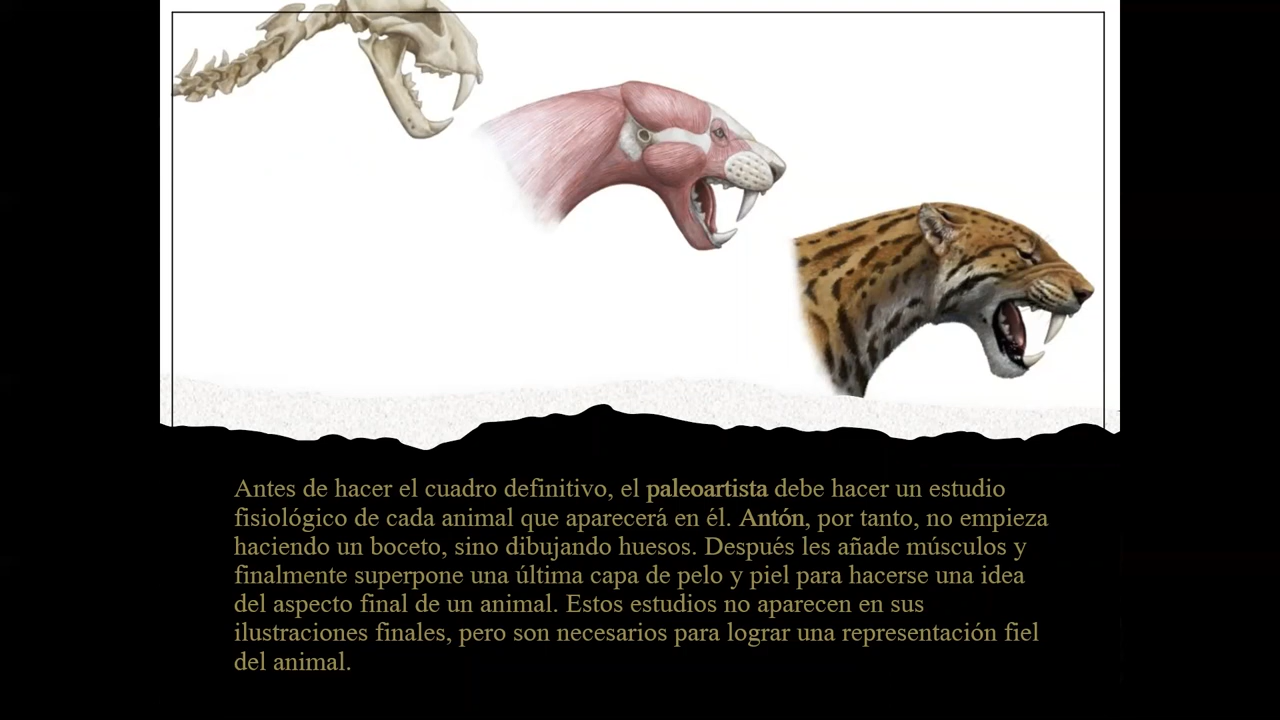 Antes de hacer el cuadro definitivo, el paleoartista debe hacer un estudio
fisiológico de cada animal que aparecerá en él. Antón, por tanto, no empieza
haciendo un boceto, sino dibujando huesos. Después les añade músculos y
finalmente superpone una última capa de pelo y piel para hacerse una idea
del aspecto final de un animal. Estos estudios no aparecen en sus
ilustraciones finales, pero son necesarios para lograr una representación fiel
del animal.